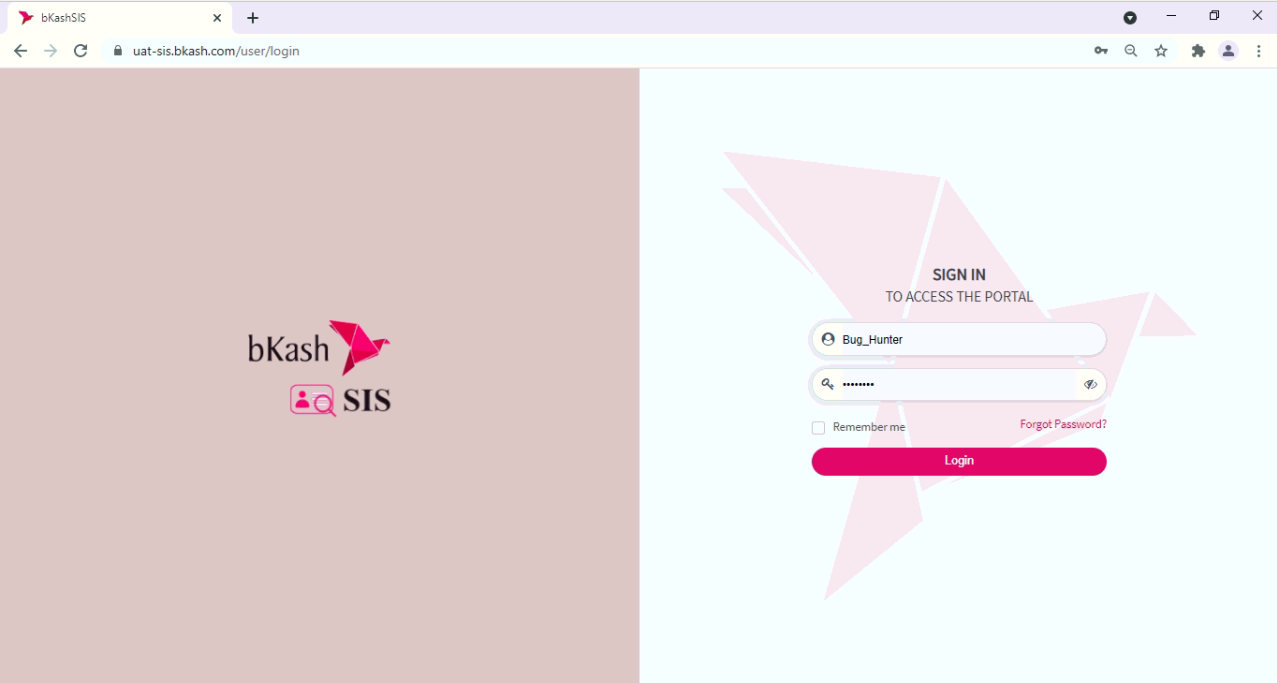 bKashSIS
uat-sis.bkash.com/user/login
bKash
SIS
SIGN IN
TO ACCESS THE PORTAL
Bug_Hunter
••••••••
Remember me
Forgot Password?
Login